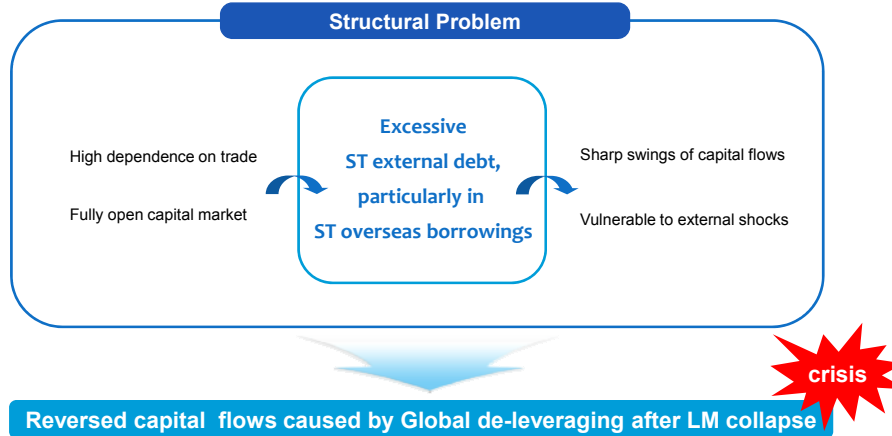 Structural Problem
High dependence on trade
Fully open capital market
Excessive
ST external debt,
particularly in
ST overseas borrowings
Sharp swings of capital flows
Vulnerable to external shocks
crisis
Reversed capital flows caused by Global de-leveraging after LM collapse